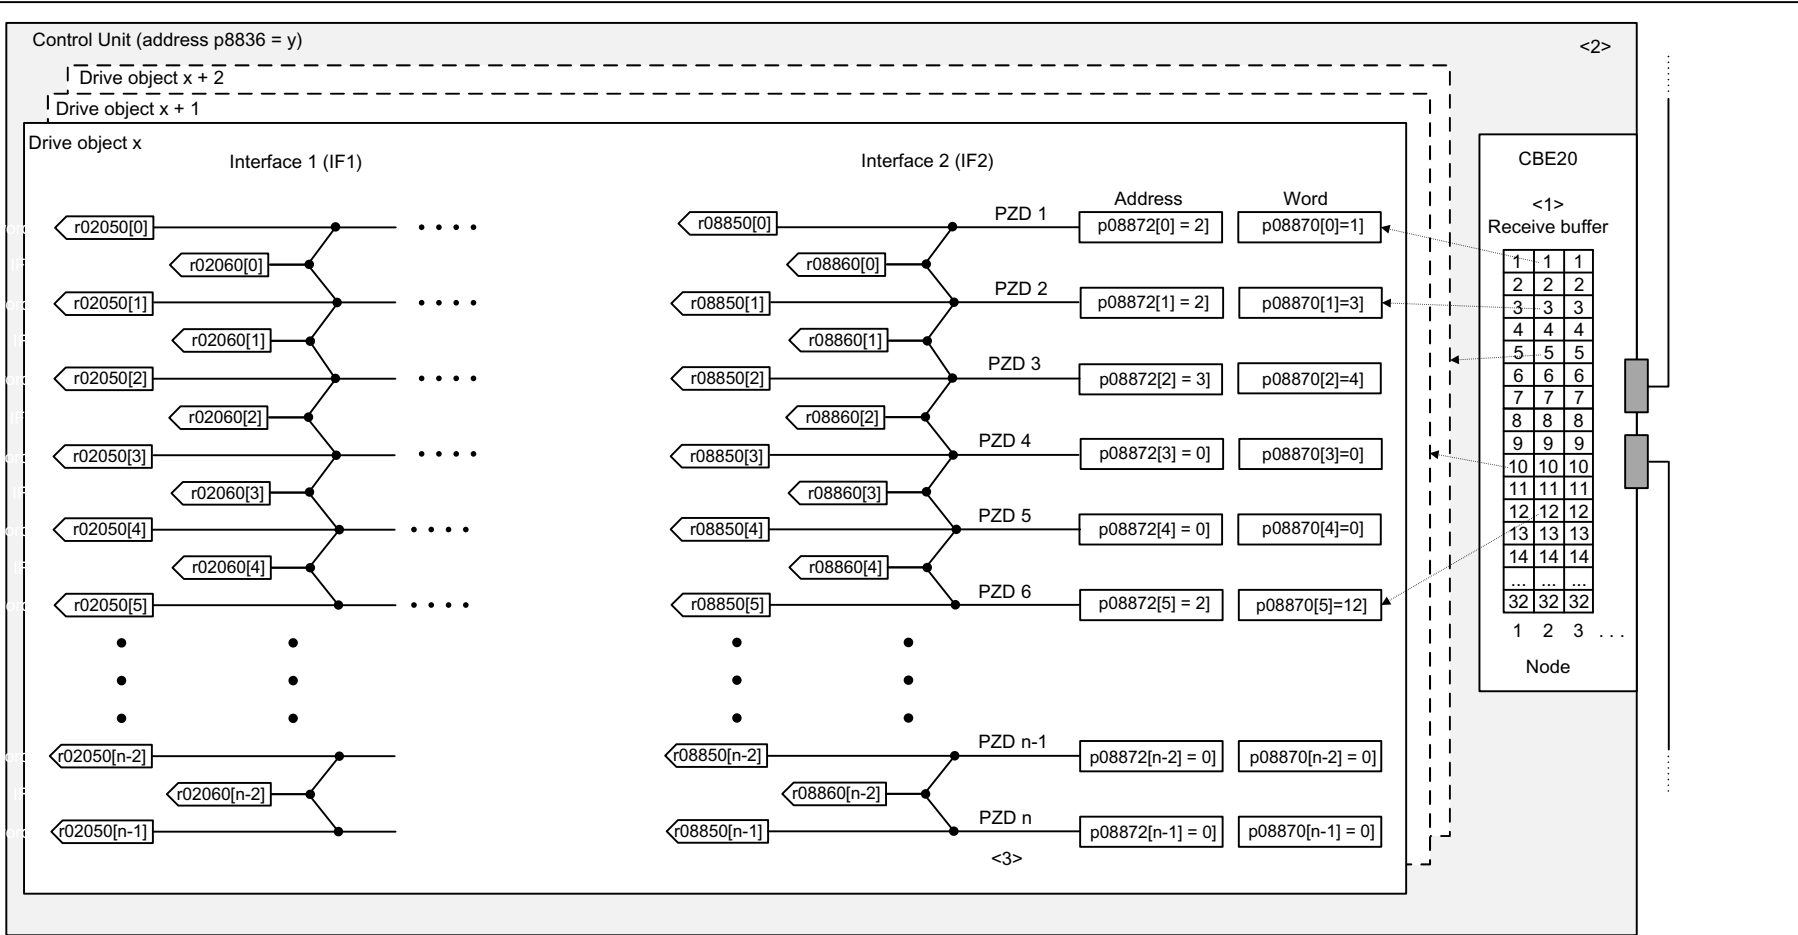 Control Unit (address p8836 = y)
<2>
Drive object x + 2
Drive object x + 1
Drive object x
Interface 1 (IF1)
Interface 2 (IF2)
CBE20
Address
Word
<1>
Receive buffer
r02050[0]
r08850[0]
PZD 1
p08872[0] = 2]
p08870[0]=1]
r02060[0]
r08860[0]
r02050[1]
r08850[1]
PZD 2
p08872[1] = 2]
p08870[1]=3]
r02060[1]
r08860[1]
r02050[2]
r08850[2]
PZD 3
p08872[2] = 3]
p08870[2]=4]
r02060[2]
r08860[2]
r02050[3]
r08850[3]
PZD 4
p08872[3] = 0]
p08870[3]=0]
r02060[3]
r08860[3]
r02050[4]
r08850[4]
PZD 5
p08872[4] = 0]
p08870[4]=0]
r02060[4]
r08860[4]
r02050[5]
r08850[5]
PZD 6
p08872[5] = 2]
p08870[5]=12]
1 1 1
2 2 2
3 3 3
4 4 4
5 5 5
6 6 6
7 7 7
8 8 8
9 9 9
10 10 10
11 11 11
12 12 12
13 13 13
14 14 14
... ... ...
32 32 32
1 2 3 . . .
Node
r02050[n-2]
r08850[n-2]
PZD n-1
p08872[n-2] = 0]
p08870[n-2] = 0]
r02060[n-2]
r08860[n-2]
r02050[n-1]
r08850[n-1]
PZD n
p08872[n-1] = 0]
p08870[n-1] = 0]
<3>